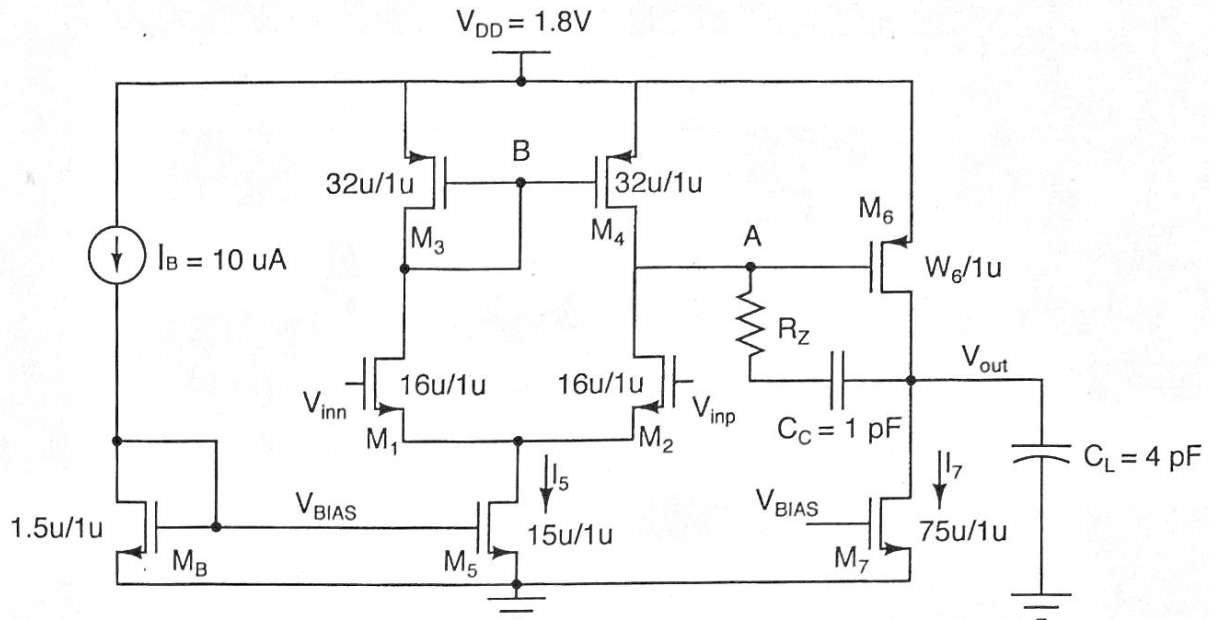 V_DD = 1.8V
B
32u/1u
32u/1u
M_3
M_4
M_6
A
I_B = 10 uA
W_6/1u
R_Z
V_out
16u/1u
16u/1u
V_inn
V_inp
M_1
M_2
C_C = 1 pF
C_L = 4 pF
I_5
I_7
V_BIAS
V_BIAS
1.5u/1u
15u/1u
75u/1u
M_B
M_5
M_7